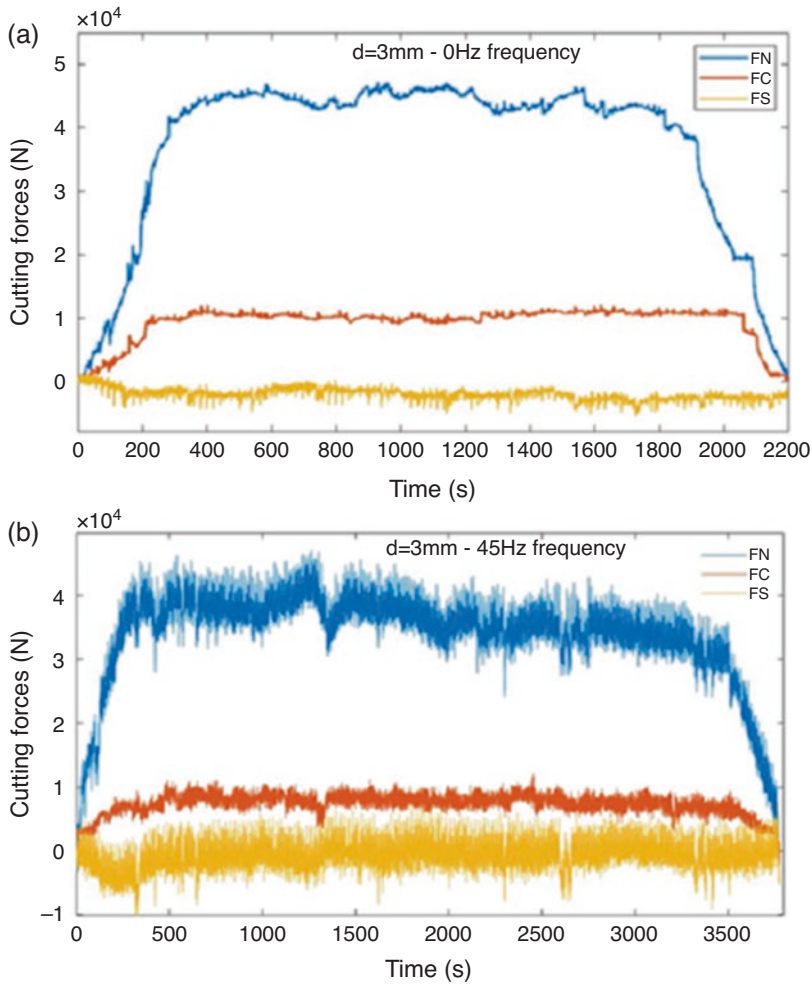 (a)
×10⁴
d=3mm - 0Hz frequency
FN
FC
FS
5
4
3
2
1
0
Cutting forces (N)
0 200 400 600 800 1000 1200 1400 1600 1800 2000 2200
Time (s)
(b)
×10⁴
d=3mm - 45Hz frequency
FN
FC
FS
5
4
3
2
1
0
−1
Cutting forces (N)
0 500 1000 1500 2000 2500 3000 3500
Time (s)